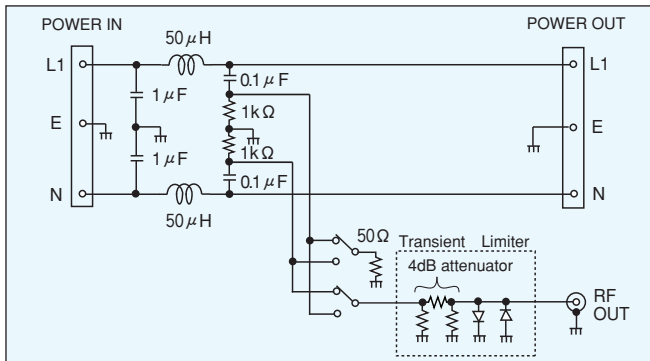 POWER IN
POWER OUT
50μH
L1
L1
0.1μF
1μF
1kΩ
E
E
1kΩ
1μF
0.1μF
N
N
50μH
50Ω
Transient Limiter
4dB attenuator
RF
OUT